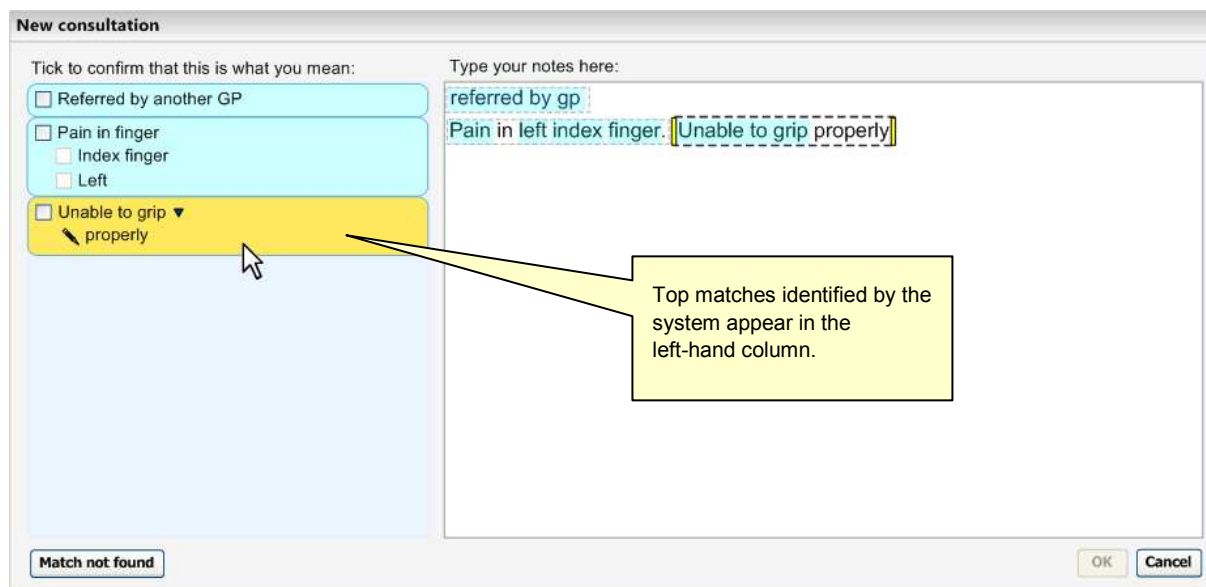 New consultation
Tick to confirm that this is what you mean:
Referred by another GP
Pain in finger
Index finger
Left
Unable to grip
properly
Type your notes here:
referred by gp
Pain in left index finger. Unable to grip properly
Top matches identified by the
system appear in the
left-hand column.
Match not found
OK
Cancel